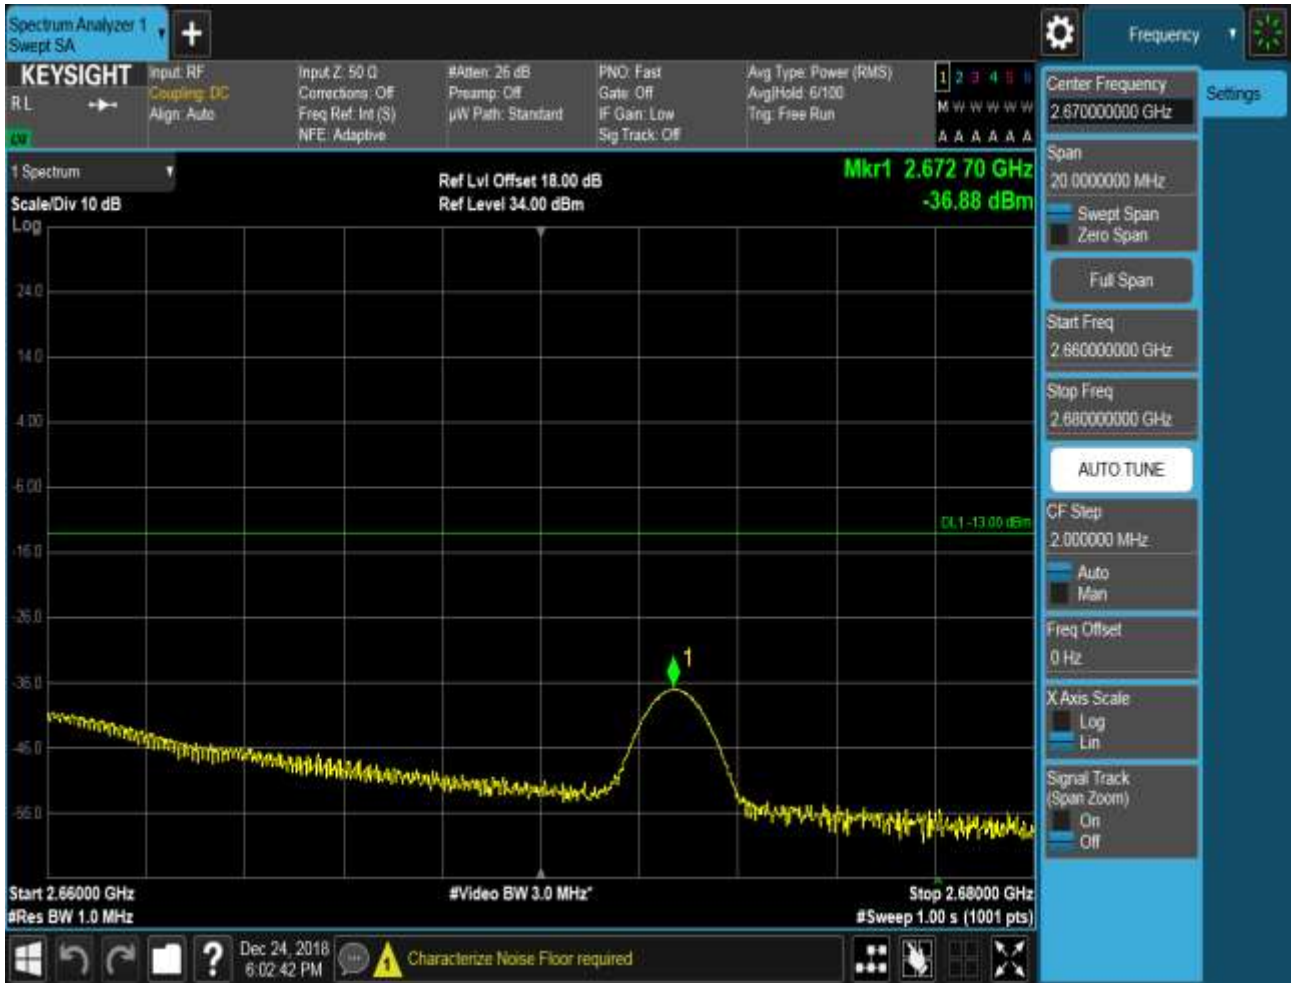 Spectrum Analyzer 1
Swept SA
Frequency
KEYSIGHT
R L
Input: RF
Coupling: DC
Align: Auto
Input Z: 50 Ω
Corrections: Off
Freq Ref: Int (S)
NFE: Adaptive
#Atten: 26 dB
Preamp: Off
µW Path: Standard
PNO: Fast
Gate: Off
IF Gain: Low
Sig Track: Off
Avg Type: Power (RMS)
Avg|Hold: 6/100
Trig: Free Run
1 2 3 4 5 6
M W W W W W
A A A A A A
1 Spectrum
Scale/Div 10 dB
Log
Ref Lvl Offset 18.00 dB
Ref Level 34.00 dBm
Mkr1 2.672 70 GHz
-36.88 dBm
24.0
14.0
4.00
-6.00
-16.0
-26.0
-36.0
-46.0
-56.0
DL1 -13.00 dBm
1
Start 2.66000 GHz
#Res BW 1.0 MHz
#Video BW 3.0 MHz*
Stop 2.68000 GHz
#Sweep 1.00 s (1001 pts)
Center Frequency
2.670000000 GHz
Settings
Span
20.0000000 MHz
Swept Span
Zero Span
Full Span
Start Freq
2.660000000 GHz
Stop Freq
2.680000000 GHz
AUTO TUNE
CF Step
2.000000 MHz
Auto
Man
Freq Offset
0 Hz
X Axis Scale
Log
Lin
Signal Track
(Span Zoom)
On
Off
?
Dec 24, 2018
6:02:42 PM
Characterize Noise Floor required